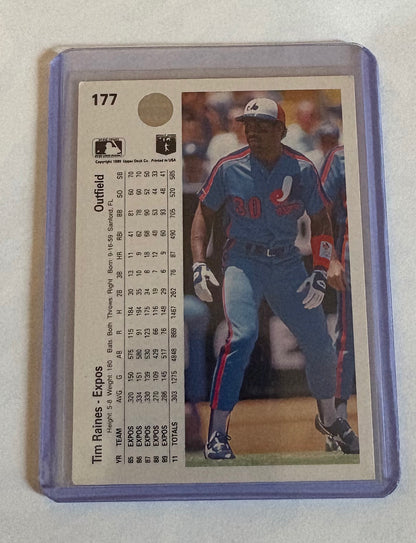 177
Copyright 1989 Upper Deck Co., Printed in USA
Tim Raines - Expos Outfield
Height: 5-8 Weight: 180 Bats: Both Throws: Right Born: 9-16-59 Sanford, FL
YR TEAM AVG G AB R H 2B 3B HR RBI BB SO SB
85 EXPOS .320 150 575 115 184 30 13 11 41 81 60 70
86 EXPOS .334 151 580 91 194 35 10 9 62 78 60 70
87 EXPOS .330 139 530 123 175 34 8 18 68 90 52 50
88 EXPOS .270 109 429 66 116 19 7 12 48 53 44 33
89 EXPOS .286 145 517 76 148 29 6 9 60 93 48 41
11 TOTALS .303 1275 4848 869 1467 262 76 87 490 705 520 585
30